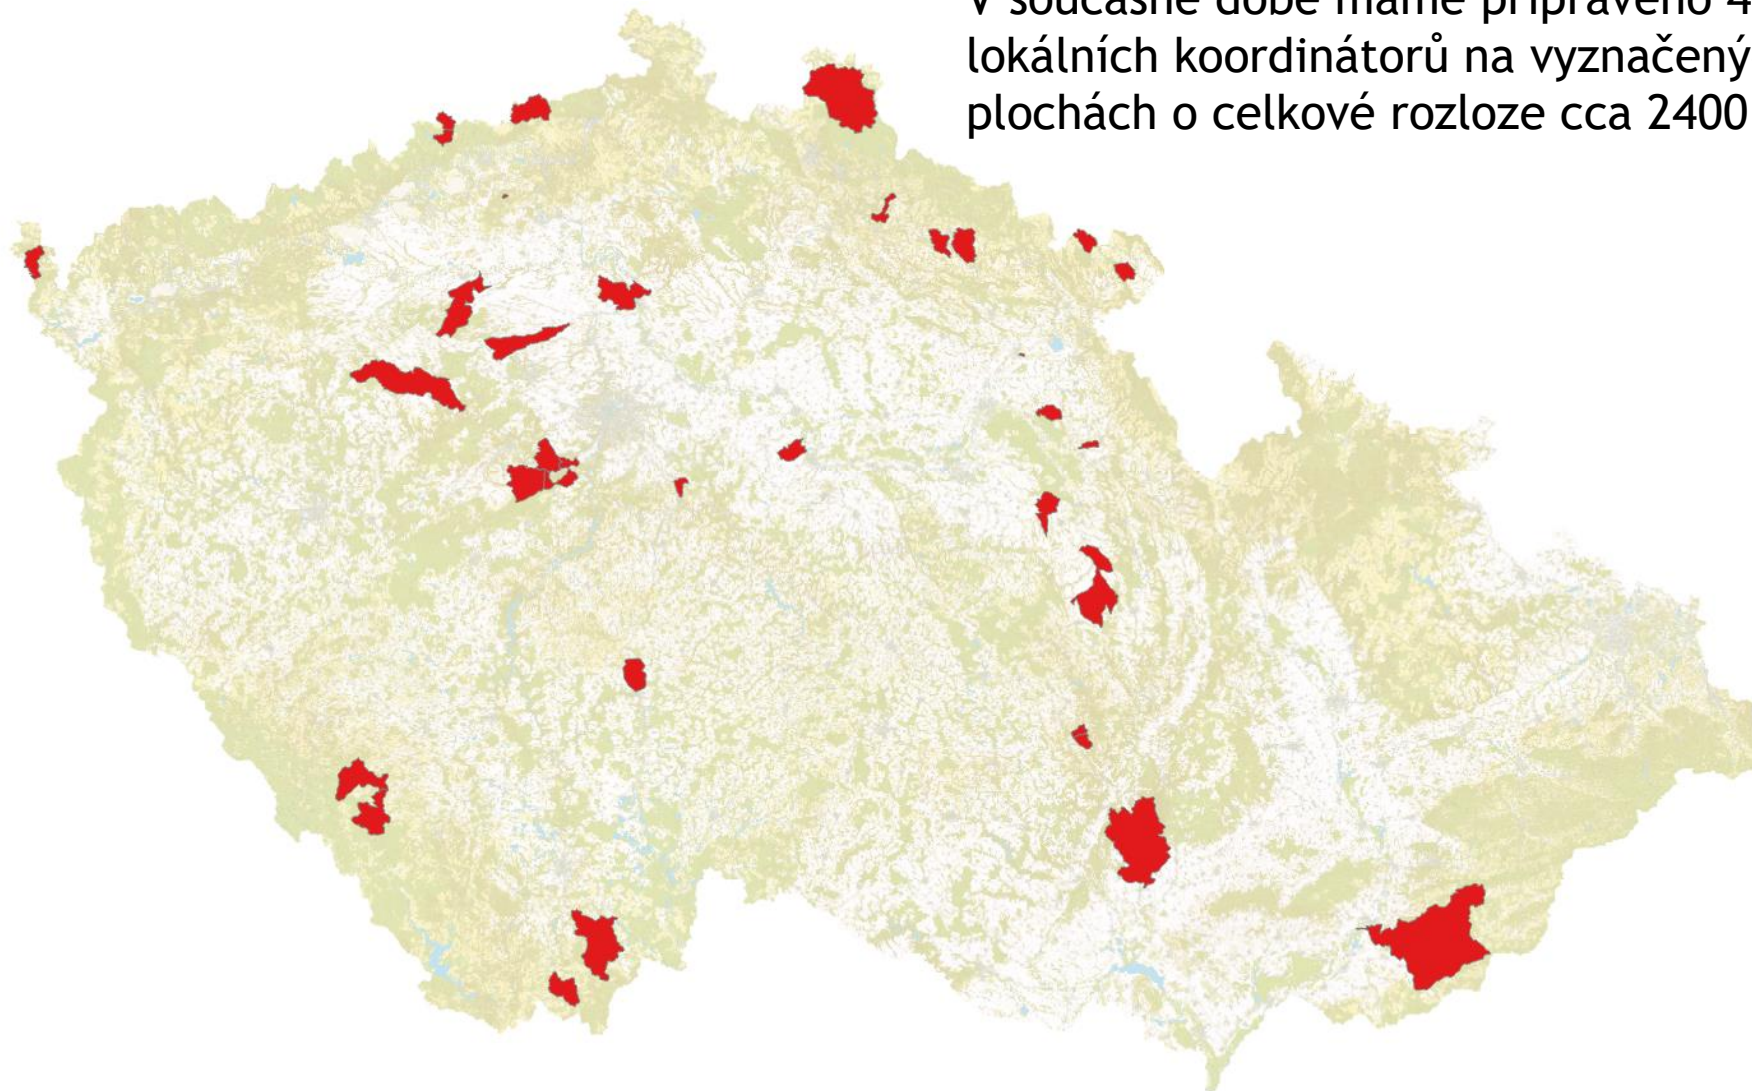 V současné době máme připraveno 4
lokálních koordinátorů na vyznačený
plochách o celkové rozloze cca 2400